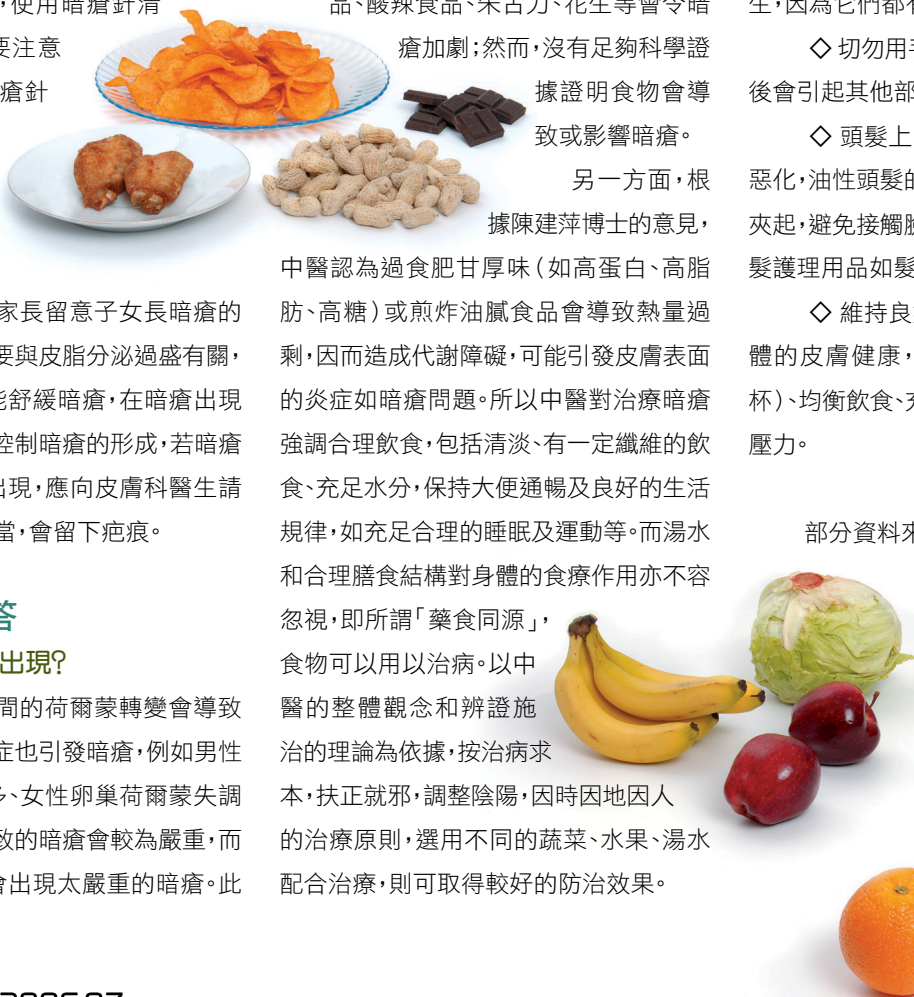 ，使用暗瘡針清
要注意
瘡針
家長留意子女長暗瘡的
要與皮脂分泌過盛有關，
能舒緩暗瘡，在暗瘡出現
控制暗瘡的形成，若暗瘡
出現，應向皮膚科醫生請
當，會留下疤痕。
答
出現？
間的荷爾蒙轉變會導致
症也引發暗瘡，例如男性
多、女性卵巢荷爾蒙失調
致的暗瘡會較為嚴重，而
會出現太嚴重的暗瘡。此
品、酸辣食品、朱古力、花生等會令暗
瘡加劇；然而，沒有足夠科學證
據證明食物會導
致或影響暗瘡。
另一方面，根
據陳建萍博士的意見，
中醫認為過食肥甘厚味（如高蛋白、高脂
肪、高糖）或煎炸油膩食品會導致熱量過
剩，因而造成代謝障礙，可能引發皮膚表面
的炎症如暗瘡問題。所以中醫對治療暗瘡
強調合理飲食，包括清淡、有一定纖維的飲
食、充足水分，保持大便通暢及良好的生活
規律，如充足合理的睡眠及運動等。而湯水
和合理膳食結構對身體的食療作用亦不容
忽視，即所謂「藥食同源」，
食物可以用以治病。以中
醫的整體觀念和辨證施
治的理論為依據，按治病求
本，扶正就邪，調整陰陽，因時因地因人
的治療原則，選用不同的蔬菜、水果、湯水
配合治療，則可取得較好的防治效果。
生，因為它們都有
◇ 切勿用手
後會引起其他部
◇ 頭髮上
惡化，油性頭髮的
夾起，避免接觸臉
髮護理用品如髮
◇ 維持良好
體的皮膚健康，
杯）、均衡飲食、充
壓力。
部分資料來